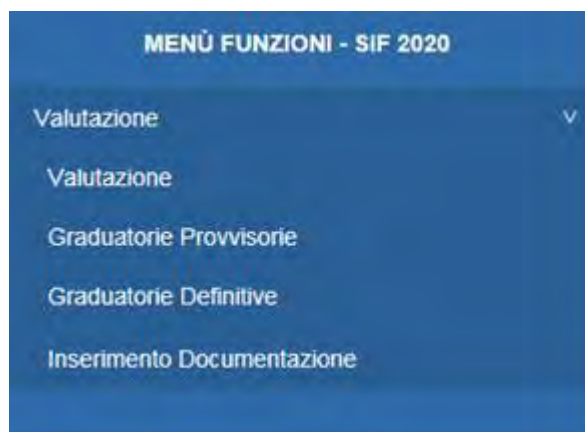 MENÙ FUNZIONI - SIF 2020
Valutazione
Valutazione
Graduatorie Provvisorie
Graduatorie Definitive
Inserimento Documentazione